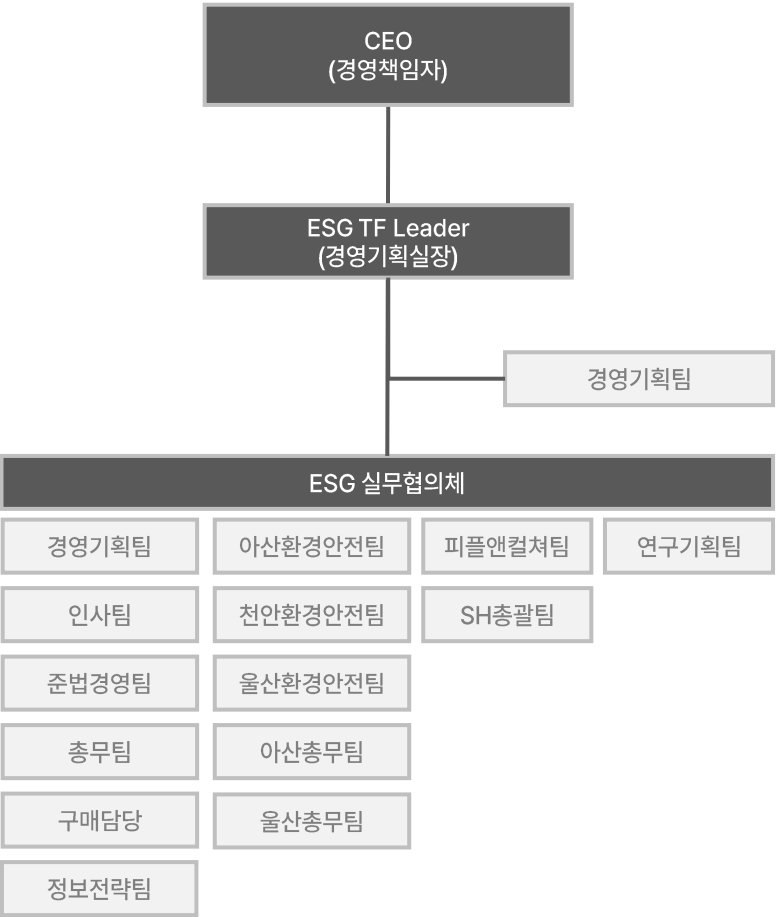 CEO
(경영책임자)
ESG TF Leader
(경영기획실장)
경영기획팀
ESG 실무협의체
경영기획팀
아산환경안전팀
피플앤컬쳐팀
연구기획팀
인사팀
천안환경안전팀
SH총괄팀
준법경영팀
울산환경안전팀
총무팀
아산총무팀
구매담당
울산총무팀
정보전략팀